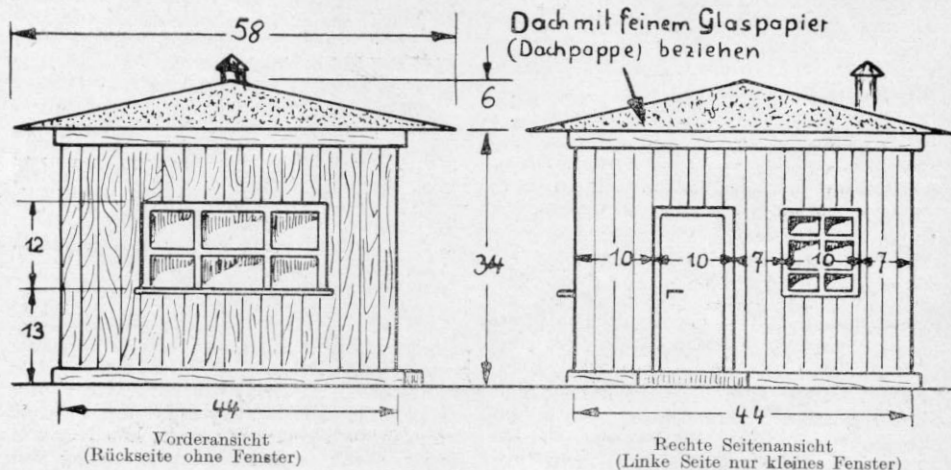 58
Dach mit feinem Glaspapier
(Dachpappe) beziehen
6
12
13
34
10
10
7
10
7
44
44
Vorderansicht
(Rückseite ohne Fenster)
Rechte Seitenansicht
(Linke Seite nur kleines Fenster)